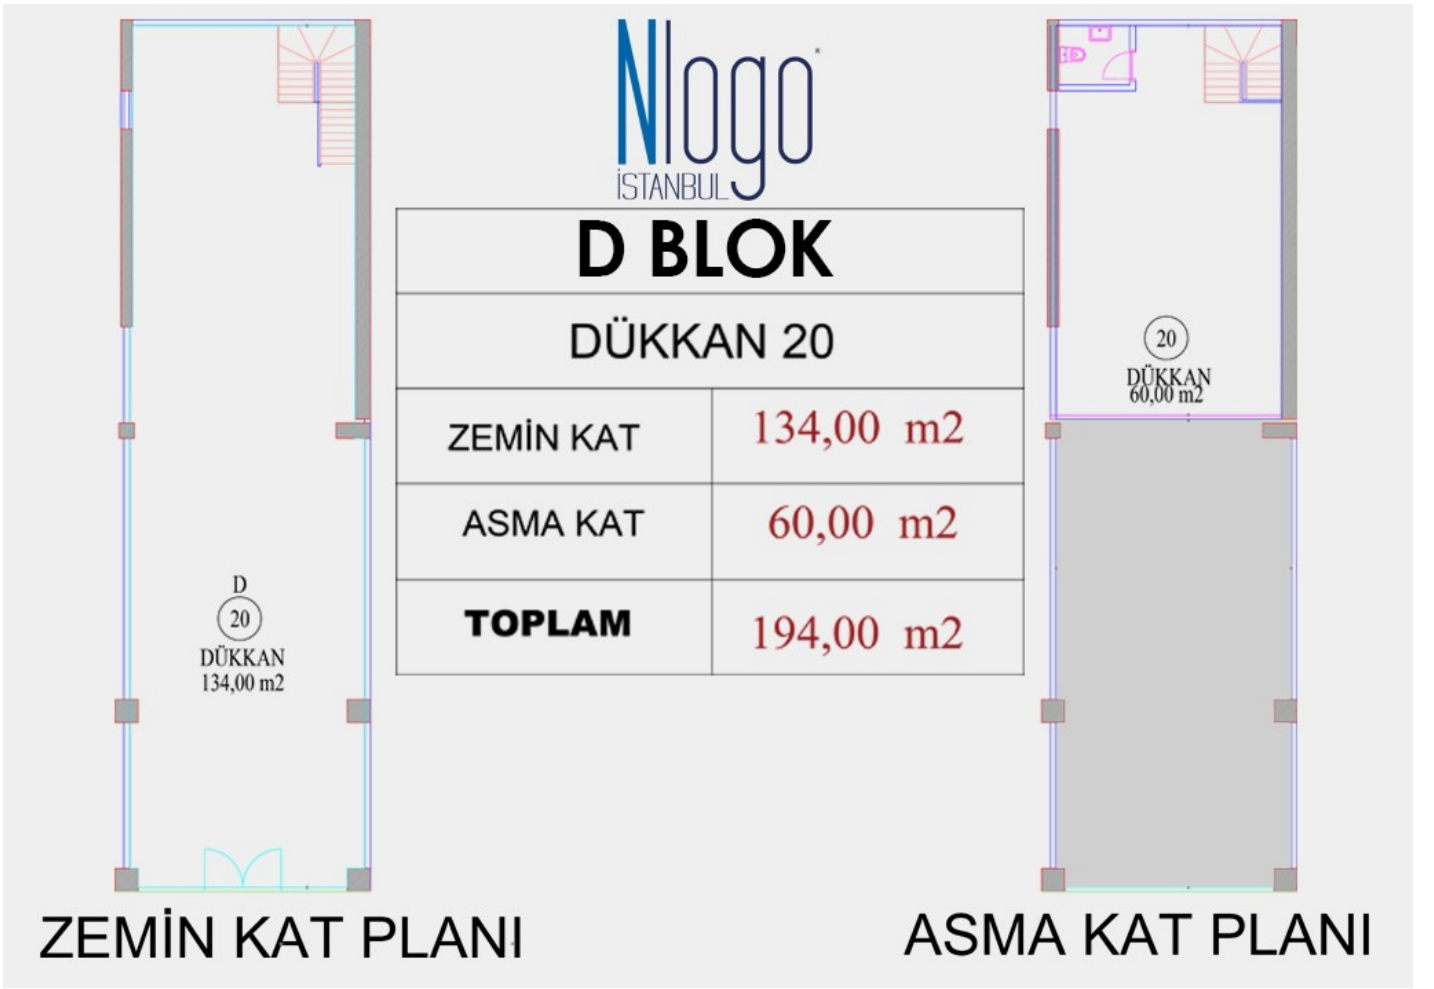 Nlogo
İSTANBUL
D BLOK
DÜKKAN 20
ZEMİN KAT 134,00 m2
ASMA KAT 60,00 m2
TOPLAM 194,00 m2
D
20
DÜKKAN
134,00 m2
ZEMİN KAT PLANI
20
DÜKKAN
60,00 m2
ASMA KAT PLANI